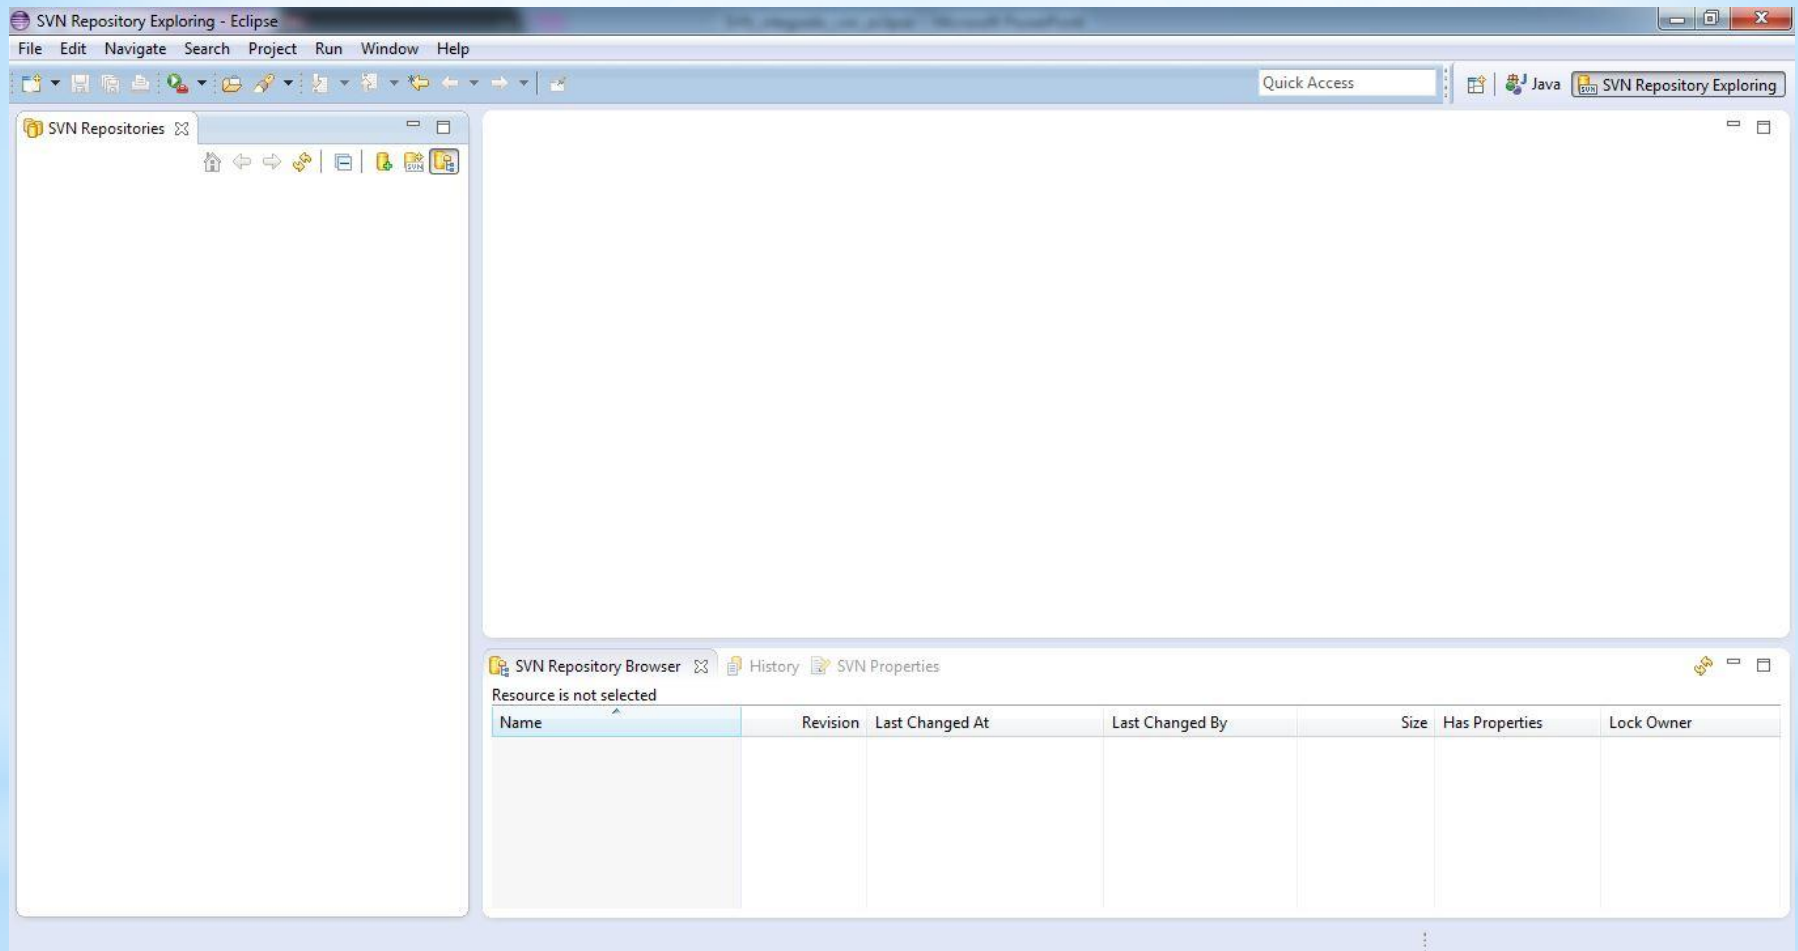 SVN Repository Exploring - Eclipse
File Edit Navigate Search Project Run Window Help
Quick Access
Java
SVN Repository Exploring
SVN Repositories
SVN Repository Browser
History
SVN Properties
Resource is not selected
Name Revision Last Changed At Last Changed By Size Has Properties Lock Owner